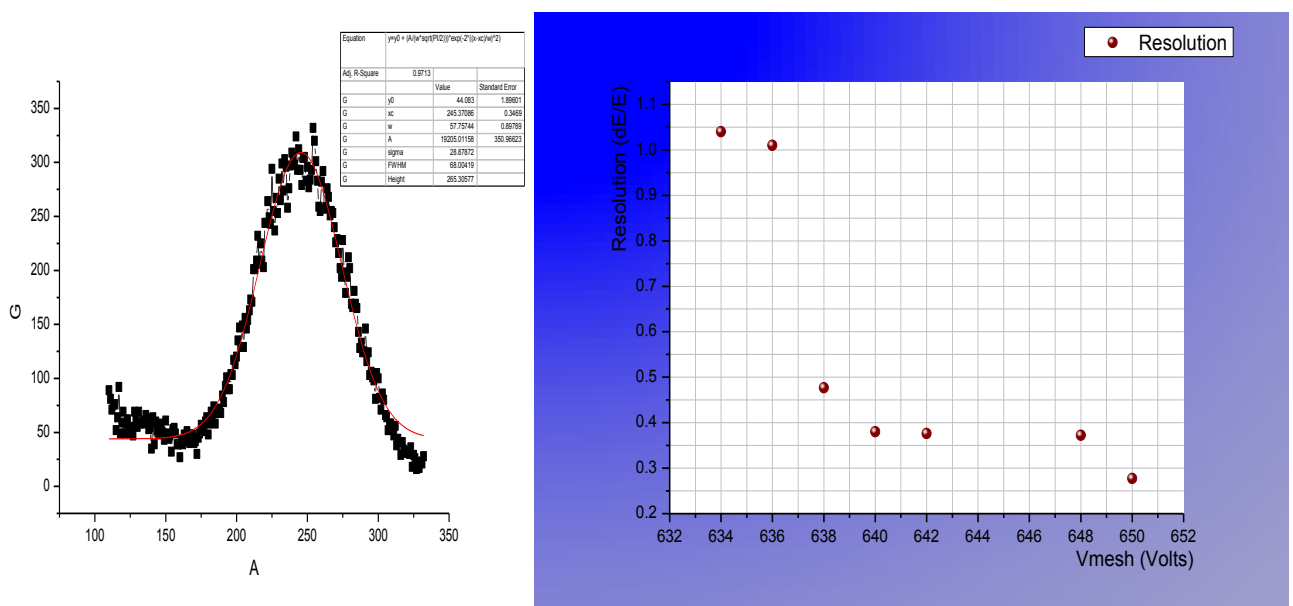 Equation y=y0 + (A/(w*sqrt(PI/2)))*exp(-2*((x-xc)/w)^2)
Adj. R-Square 0.9713
Value Standard Error
G y0 44.083 1.89601
G xc 245.37086 0.3469
G w 57.75744 0.89789
G A 19205.01158 350.96623
G sigma 28.87872
G FWHM 68.00419
G Height 265.30577
350
300
250
200
150
100
50
0
G
100 150 200 250 300 350
A
Resolution
Resolution (dE/E)
1.1
1.0
0.9
0.8
0.7
0.6
0.5
0.4
0.3
0.2
632 634 636 638 640 642 644 646 648 650 652
Vmesh (Volts)